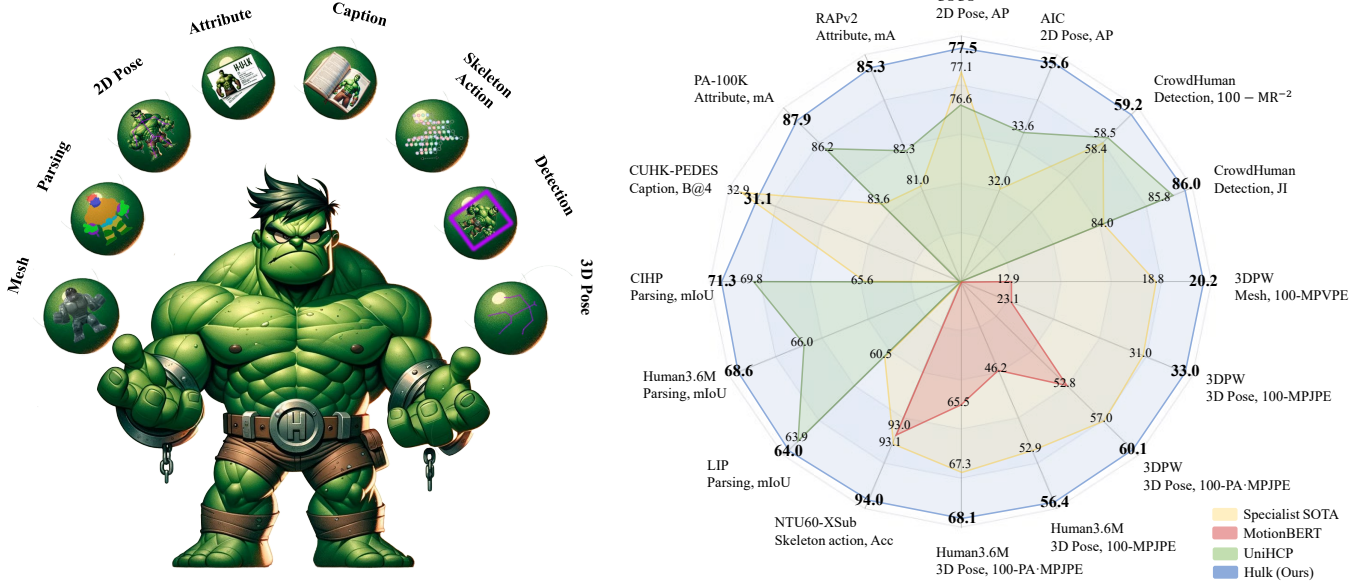 Mesh
Parsing
2D Pose
Attribute
Caption
Skeleton
Action
Detection
3D Pose
H-U-LK
H
2D Pose, AP
77.5
77.1
76.6
AIC
2D Pose, AP
35.6
33.6
32.0
CrowdHuman
Detection, 100 − MR⁻²
59.2
58.5
58.4
CrowdHuman
Detection, JI
86.0
85.8
84.0
3DPW
Mesh, 100-MPVPE
20.2
18.8
12.9
3DPW
3D Pose, 100-MPJPE
33.0
31.0
23.1
3DPW
3D Pose, 100-PA·MPJPE
60.1
57.0
52.8
Human3.6M
3D Pose, 100-MPJPE
56.4
52.9
46.2
Human3.6M
3D Pose, 100-PA·MPJPE
68.1
67.3
65.5
NTU60-XSub
Skeleton action, Acc
94.0
93.1
93.0
LIP
Parsing, mIoU
64.0
63.9
60.5
Human3.6M
Parsing, mIoU
68.6
66.0
CIHP
Parsing, mIoU
71.3
69.8
65.6
CUHK-PEDES
Caption, B@4
32.9
31.1
PA-100K
Attribute, mA
87.9
86.2
83.6
RAPv2
Attribute, mA
85.3
82.3
81.0
Specialist SOTA
MotionBERT
UniHCP
Hulk (Ours)